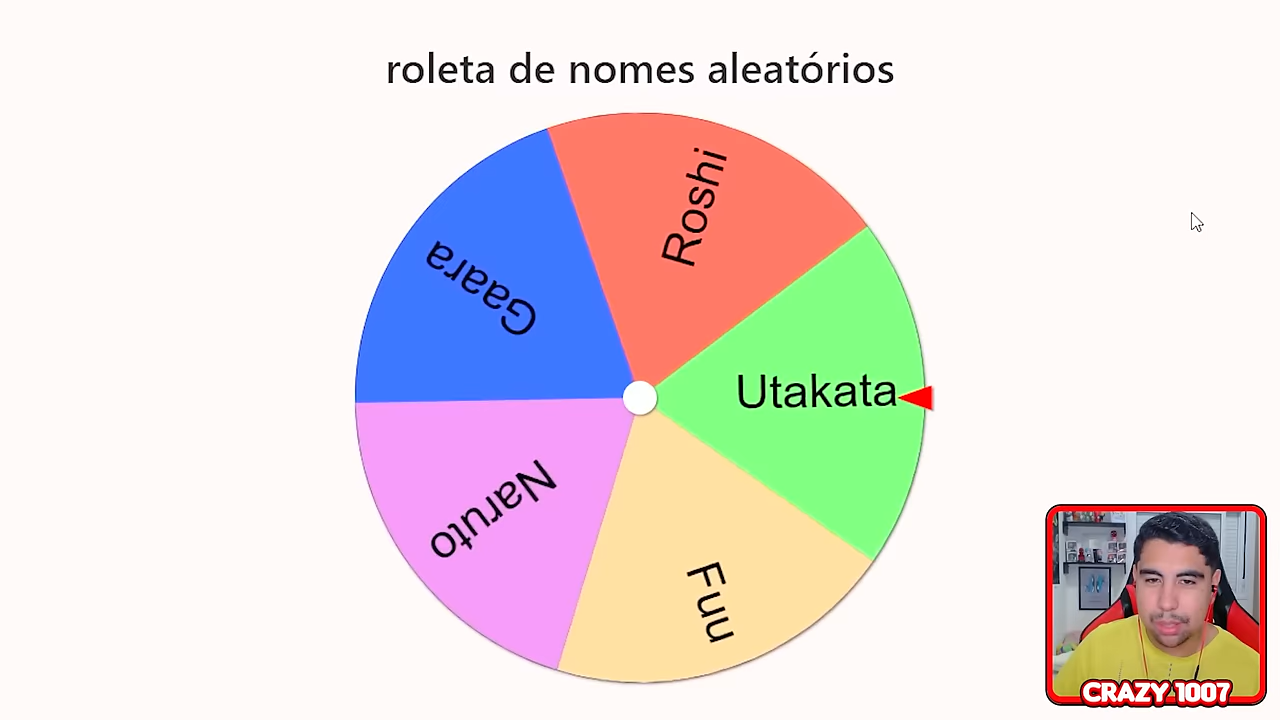 roleta de nomes aleatórios
Roshi
Gaara
Utakata
Naruto
Fuu
CRAZY 1007